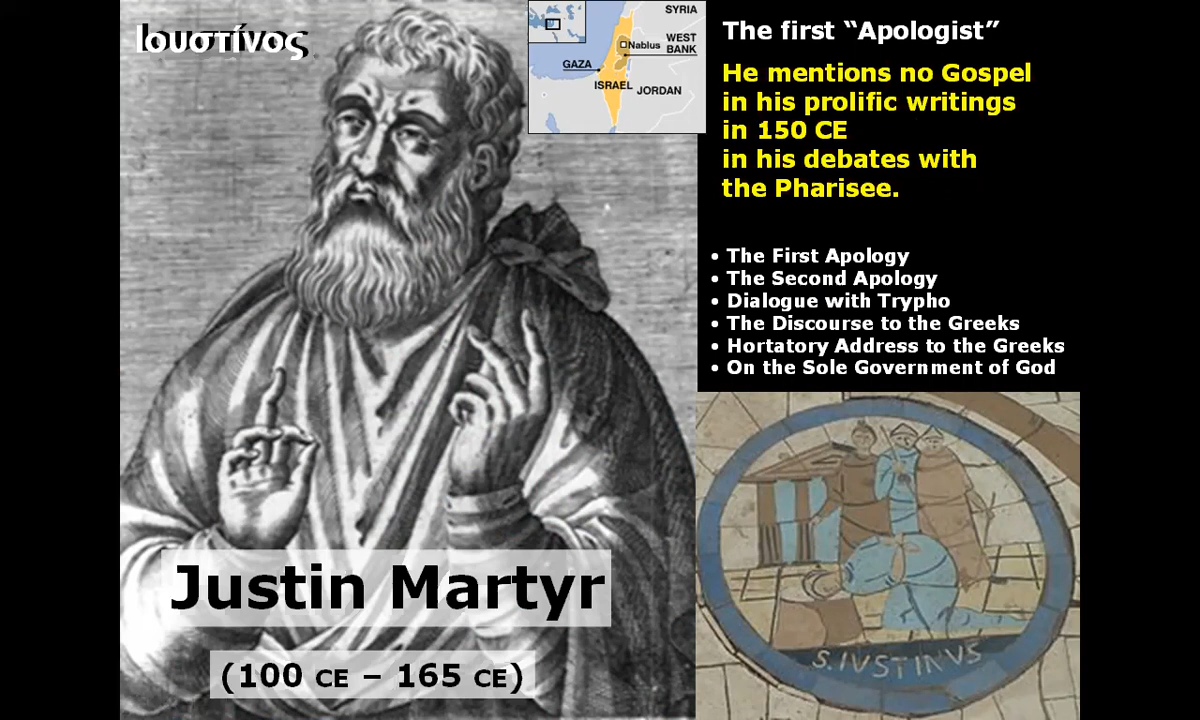 Ιουστίνος
SYRIA
Nablus
WEST
BANK
GAZA
ISRAEL
JORDAN
The first “Apologist”
He mentions no Gospel
in his prolific writings
in 150 CE
in his debates with
the Pharisee.
• The First Apology
• The Second Apology
• Dialogue with Trypho
• The Discourse to the Greeks
• Hortatory Address to the Greeks
• On the Sole Government of God
Justin Martyr
(100 CE – 165 CE)
S. IVSTINVS